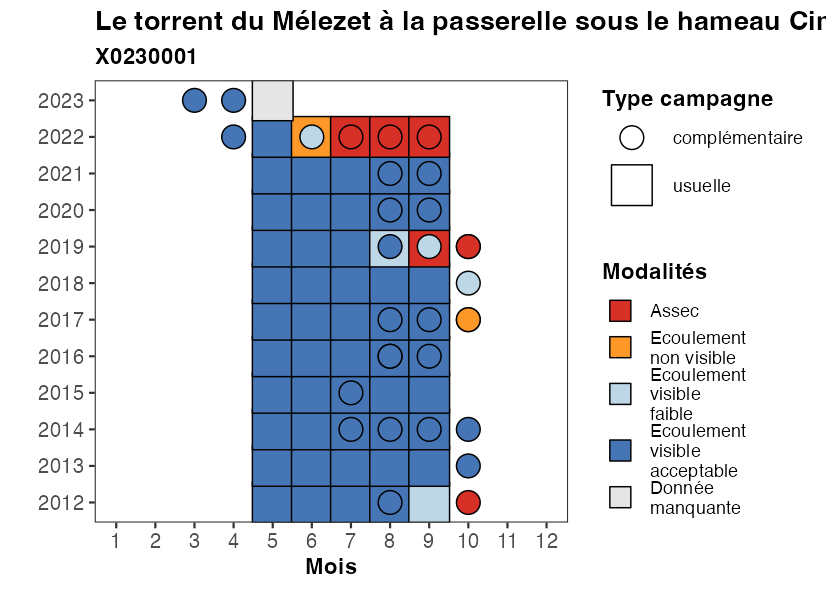 Le torrent du Mélezet à la passerelle sous le hameau Cir
X0230001
2023
2022
2021
2020
2019
2018
2017
2016
2015
2014
2013
2012
1 2 3 4 5 6 7 8 9 10 11 12
Mois
Type campagne
complémentaire
usuelle
Modalités
Assec
Ecoulement
non visible
Ecoulement
visible
faible
Ecoulement
visible
acceptable
Donnée
manquante